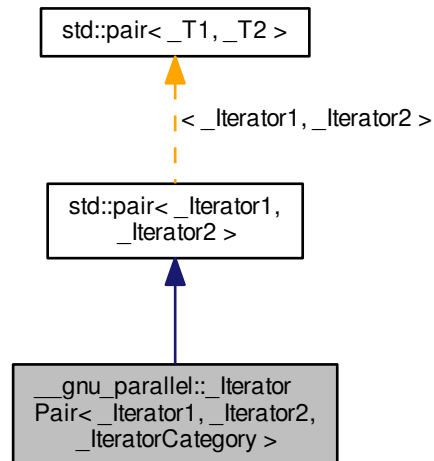 std::pair< _T1, _T2 >
< _Iterator1, _Iterator2 >
std::pair< _Iterator1,
_Iterator2 >
__gnu_parallel::_Iterator
Pair< _Iterator1, _Iterator2,
_IteratorCategory >